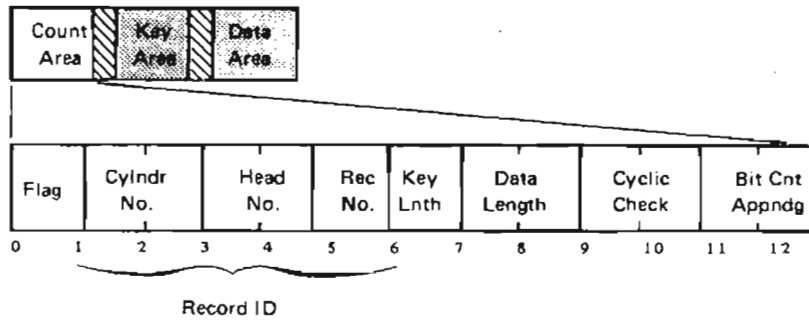 Count Key Data
Area Area Area
Flag Cylndr No. Head No. Rec No. Key Lnth Data Length Cyclic Check Bit Cnt Appndg
0 1 2 3 4 5 6 7 8 9 10 11 12
Record ID